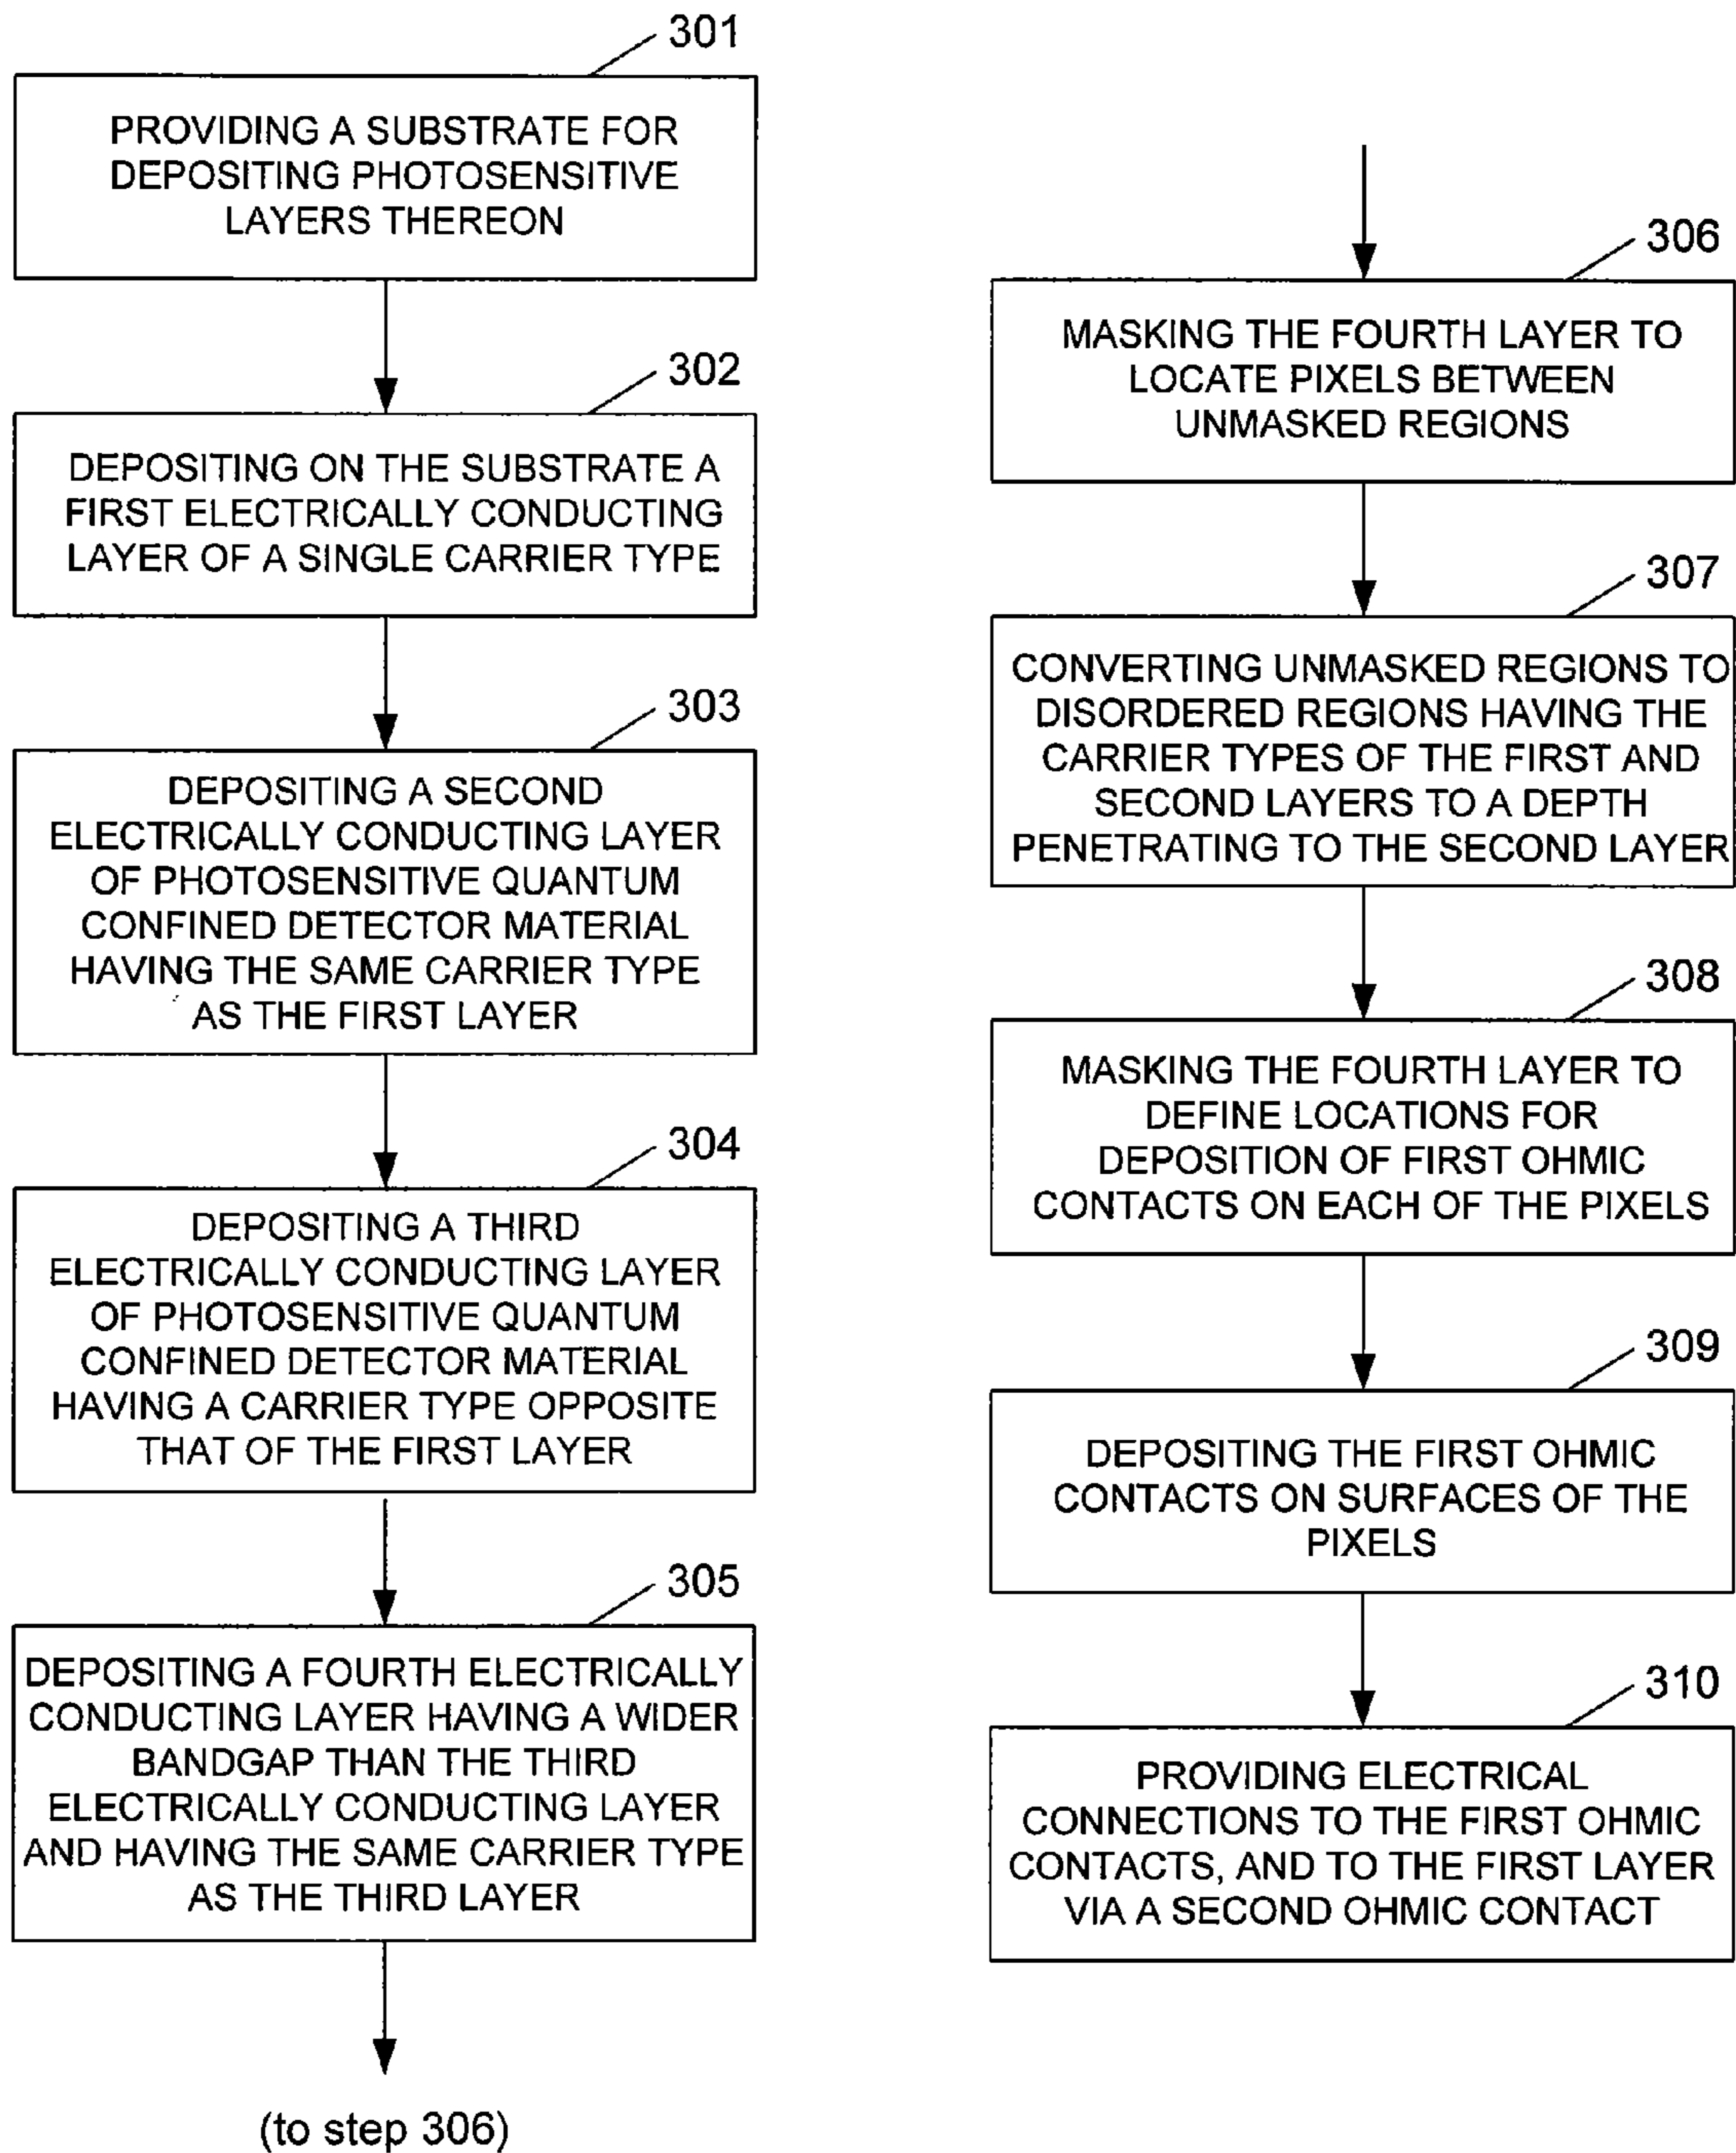 301
PROVIDING A SUBSTRATE FOR
DEPOSITING PHOTOSENSITIVE
LAYERS THEREON
302
DEPOSITING ON THE SUBSTRATE A
FIRST ELECTRICALLY CONDUCTING
LAYER OF A SINGLE CARRIER TYPE
303
DEPOSITING A SECOND
ELECTRICALLY CONDUCTING LAYER
OF PHOTOSENSITIVE QUANTUM
CONFINED DETECTOR MATERIAL
HAVING THE SAME CARRIER TYPE
AS THE FIRST LAYER
304
DEPOSITING A THIRD
ELECTRICALLY CONDUCTING LAYER
OF PHOTOSENSITIVE QUANTUM
CONFINED DETECTOR MATERIAL
HAVING A CARRIER TYPE OPPOSITE
THAT OF THE FIRST LAYER
305
DEPOSITING A FOURTH ELECTRICALLY
CONDUCTING LAYER HAVING A WIDER
BANDGAP THAN THE THIRD
ELECTRICALLY CONDUCTING LAYER
AND HAVING THE SAME CARRIER TYPE
AS THE THIRD LAYER
(to step 306)
306
MASKING THE FOURTH LAYER TO
LOCATE PIXELS BETWEEN
UNMASKED REGIONS
307
CONVERTING UNMASKED REGIONS TO
DISORDERED REGIONS HAVING THE
CARRIER TYPES OF THE FIRST AND
SECOND LAYERS TO A DEPTH
PENETRATING TO THE SECOND LAYER
308
MASKING THE FOURTH LAYER TO
DEFINE LOCATIONS FOR
DEPOSITION OF FIRST OHMIC
CONTACTS ON EACH OF THE PIXELS
309
DEPOSITING THE FIRST OHMIC
CONTACTS ON SURFACES OF THE
PIXELS
310
PROVIDING ELECTRICAL
CONNECTIONS TO THE FIRST OHMIC
CONTACTS, AND TO THE FIRST LAYER
VIA A SECOND OHMIC CONTACT